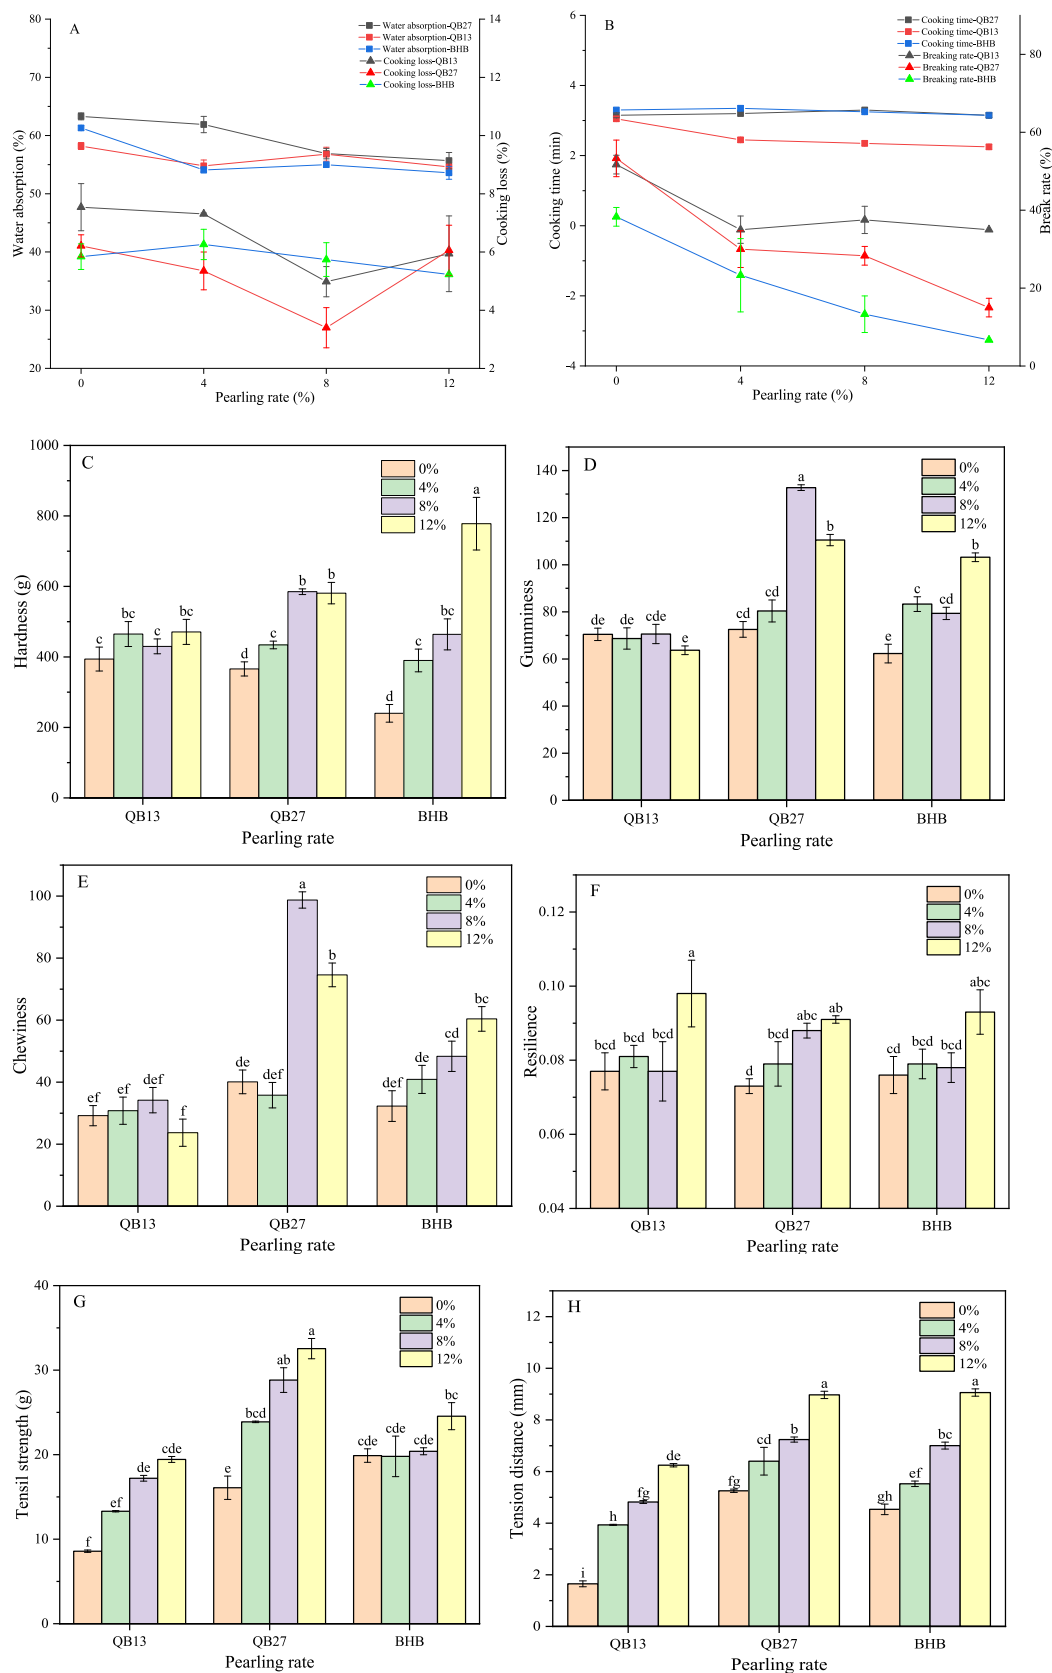 A
Water absorption-QB27
Water absorption-QB13
Water absorption-BHB
Cooking loss-QB13
Cooking loss-QB27
Cooking loss-BHB
80
70
60
50
40
30
20
14
12
10
8
6
4
2
0
4
8
12
Water absorption (%)
Cooking loss (%)
Pearling rate (%)
B
Cooking time-QB27
Cooking time-QB13
Cooking time-BHB
Breaking rate-QB13
Breaking rate-QB27
Breaking rate-BHB
6
4
2
0
-2
-4
80
60
40
20
0
0
4
8
12
Cooking time (min)
Break rate (%)
Pearling rate (%)
C
0%
4%
8%
12%
1000
800
600
400
200
0
c
bc
c
bc
d
c
b
b
d
c
bc
a
QB13
QB27
BHB
Hardness (g)
Pearling rate
D
0%
4%
8%
12%
140
120
100
80
60
40
20
0
de
de
cde
e
cd
cd
a
b
e
c
cd
b
QB13
QB27
BHB
Gumminess
Pearling rate
E
0%
4%
8%
12%
100
80
60
40
20
0
ef
ef
def
f
de
def
a
b
def
de
cd
bc
QB13
QB27
BHB
Chewiness
Pearling rate
F
0%
4%
8%
12%
0.12
0.10
0.08
0.06
0.04
bcd
bcd
bcd
a
d
bcd
abc
ab
cd
bcd
bcd
abc
QB13
QB27
BHB
Resilience
Pearling rate
G
0%
4%
8%
12%
40
30
20
10
0
f
ef
de
cde
e
bcd
ab
a
cde
cde
cde
bc
QB13
QB27
BHB
Tensil strength (g)
Pearling rate
H
0%
4%
8%
12%
12
10
8
6
4
2
0
i
h
fg
de
fg
cd
b
a
gh
ef
bc
a
QB13
QB27
BHB
Tension distance (mm)
Pearling rate